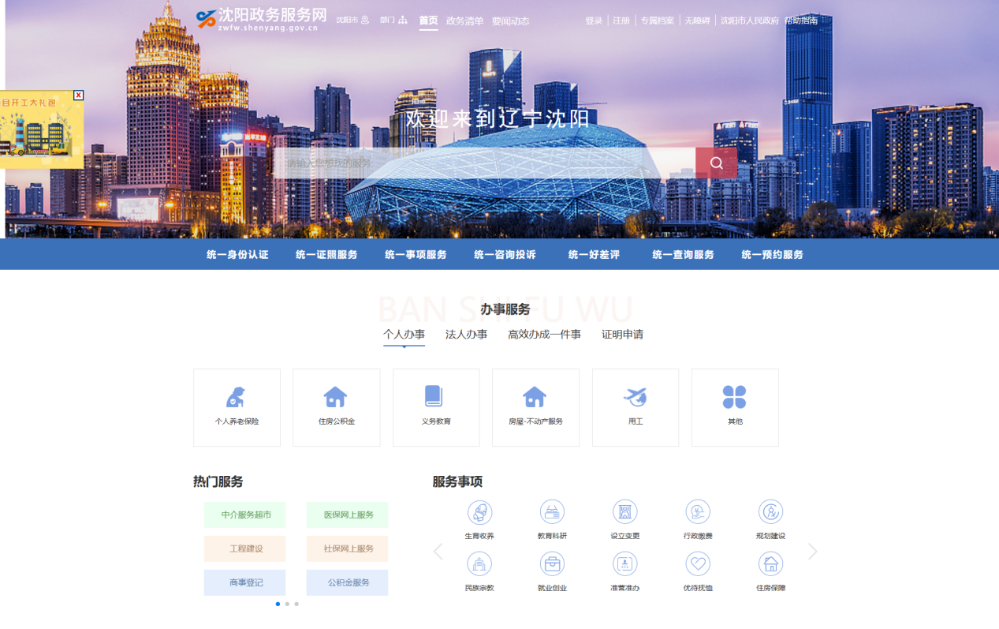 沈阳政务服务网
zwfw.shenyang.gov.cn
沈阳市 部门 首页 政务清单 要闻动态
登录 注册 专属档案 无障碍 沈阳市人民政府 帮助指南
目开工大礼包
X
欢迎来到辽宁沈阳
请输入您想找的服务
统一身份认证 统一证照服务 统一事项服务 统一咨询投诉 统一好差评 统一查询服务 统一预约服务
BAN SHI FU WU
办事服务
个人办事 法人办事 高效办成一件事 证明申请
个人养老保险 住房公积金 义务教育 房屋-不动产服务 用工 其他
热门服务
中介服务超市 医保网上服务
工程建设 社保网上服务
商事登记 公积金服务
服务事项
生育收养 教育科研 设立变更 行政缴费 规划建设
民族宗教 就业创业 准营准办 优待抚恤 住房保障